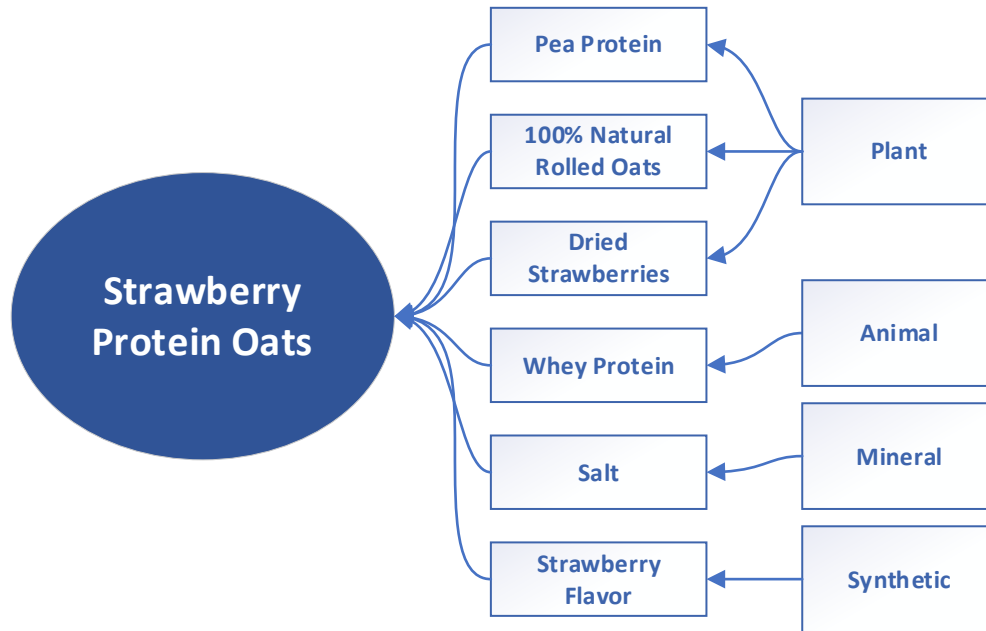 Strawberry
Protein Oats
Pea Protein
100% Natural
Rolled Oats
Dried
Strawberries
Whey Protein
Salt
Strawberry
Flavor
Plant
Animal
Mineral
Synthetic